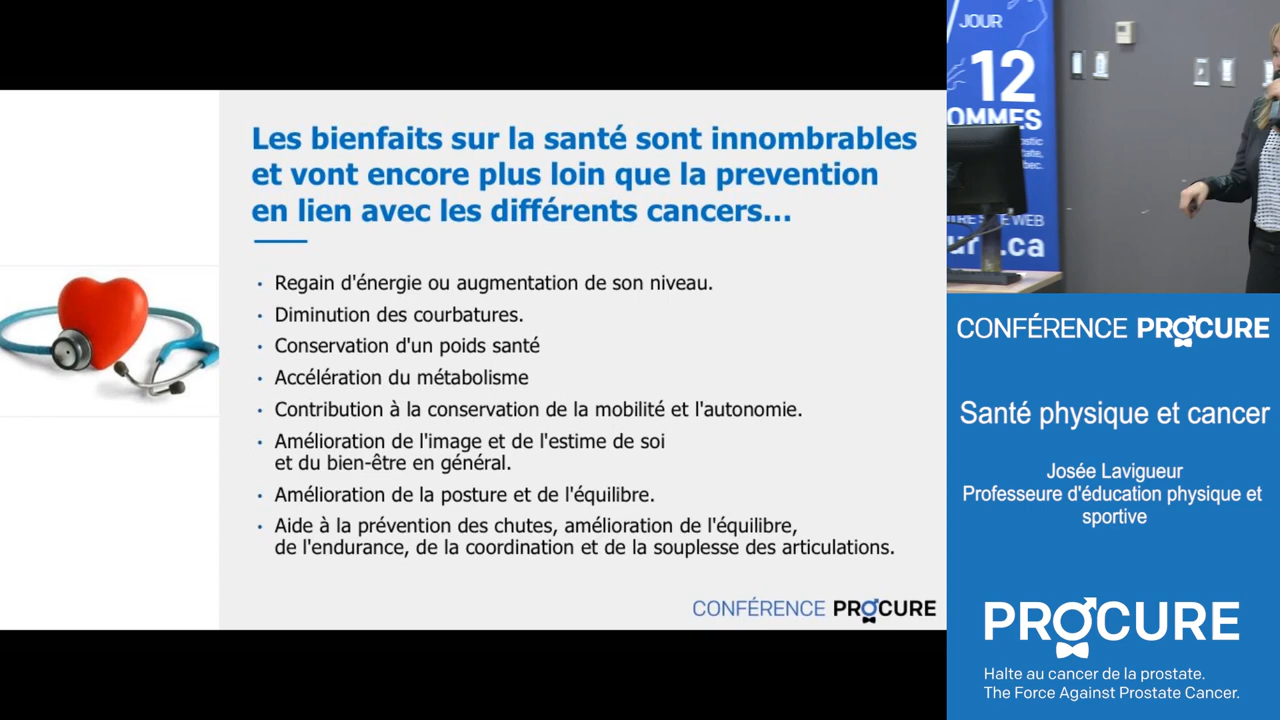 Les bienfaits sur la santé sont innombrables
et vont encore plus loin que la prevention
en lien avec les différents cancers...
• Regain d'énergie ou augmentation de son niveau.
• Diminution des courbatures.
• Conservation d'un poids santé
• Accélération du métabolisme
• Contribution à la conservation de la mobilité et l'autonomie.
• Amélioration de l'image et de l'estime de soi
et du bien-être en général.
• Amélioration de la posture et de l'équilibre.
• Aide à la prévention des chutes, amélioration de l'équilibre,
de l'endurance, de la coordination et de la souplesse des articulations.
CONFÉRENCE PROCURE
JOUR
12
OMMES
WEB
.ca
CONFÉRENCE PROCURE
Santé physique et cancer
Josée Lavigueur
Professeure d'éducation physique et
sportive
PROCURE
Halte au cancer de la prostate.
The Force Against Prostate Cancer.